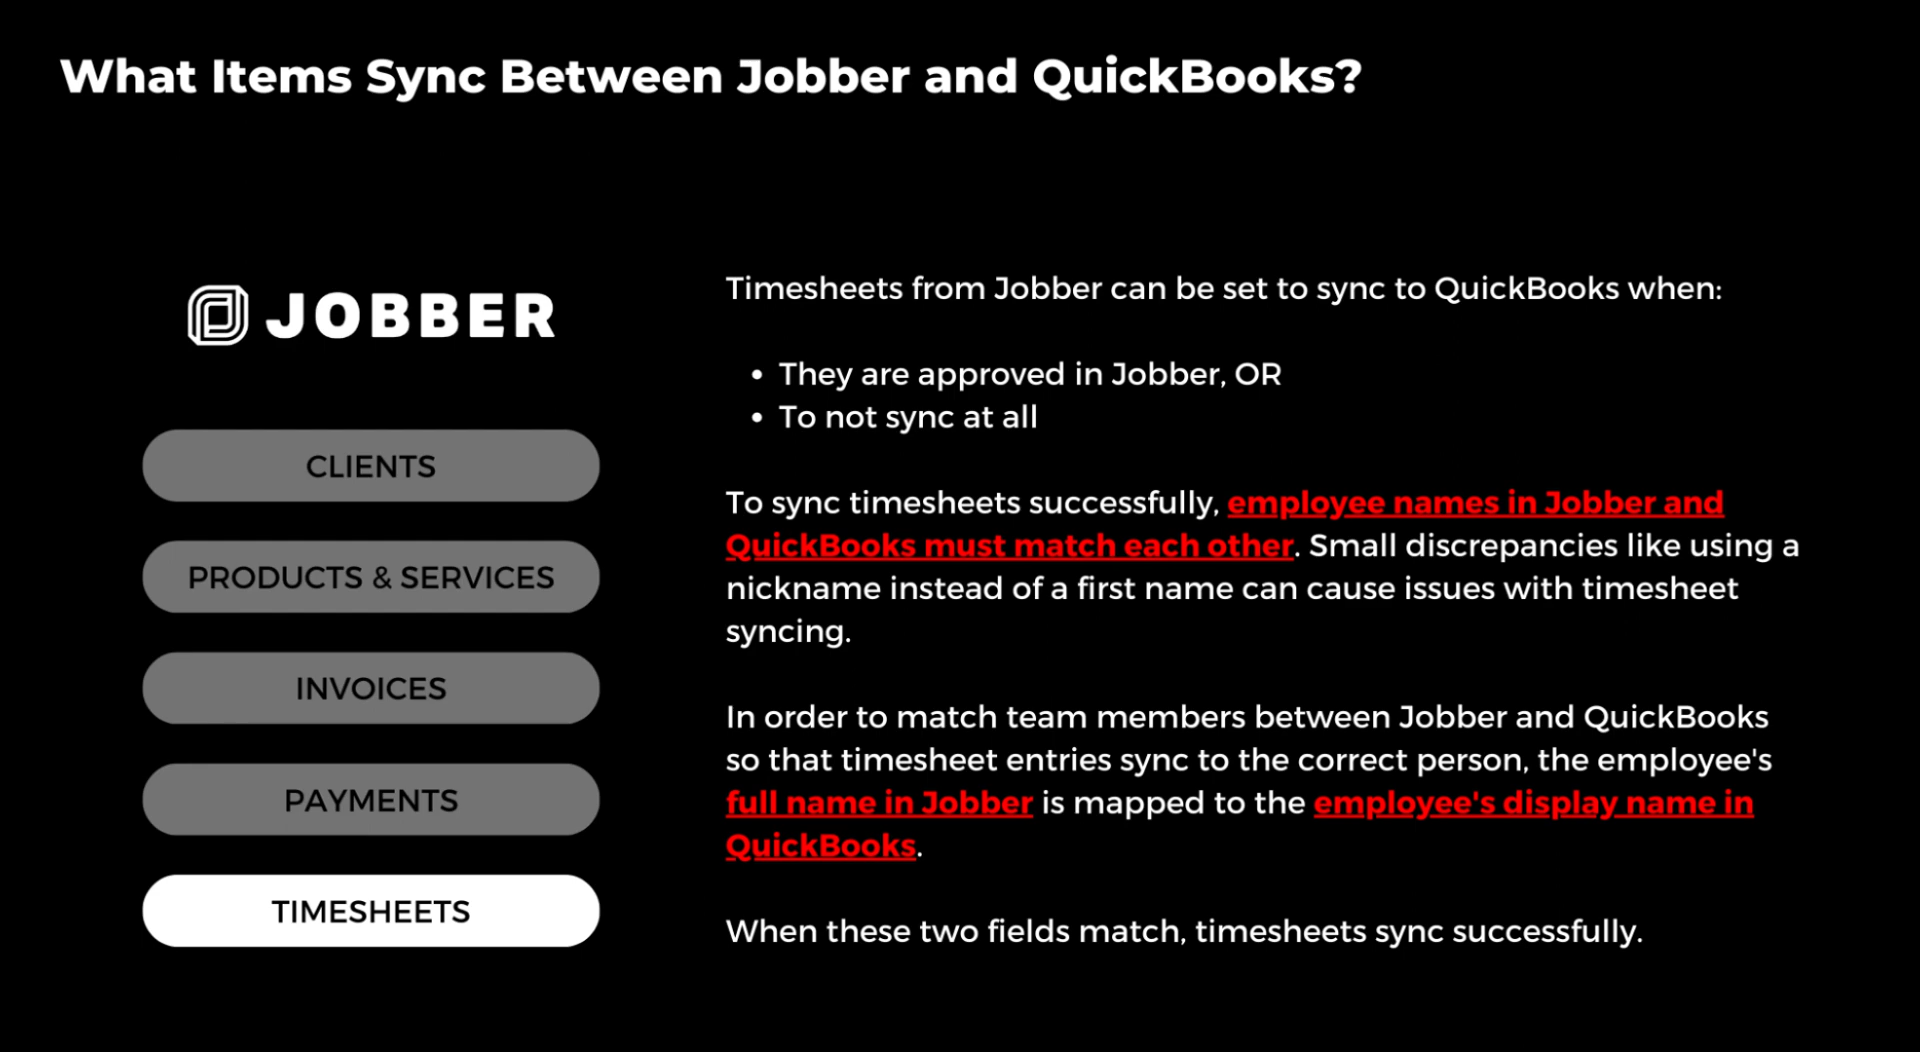 What Items Sync Between Jobber and QuickBooks?
JOBBER
CLIENTS
PRODUCTS & SERVICES
INVOICES
PAYMENTS
TIMESHEETS
Timesheets from Jobber can be set to sync to QuickBooks when:
• They are approved in Jobber, OR
• To not sync at all
To sync timesheets successfully, employee names in Jobber and
QuickBooks must match each other. Small discrepancies like using a
nickname instead of a first name can cause issues with timesheet
syncing.
In order to match team members between Jobber and QuickBooks
so that timesheet entries sync to the correct person, the employee's
full name in Jobber is mapped to the employee's display name in
QuickBooks.
When these two fields match, timesheets sync successfully.